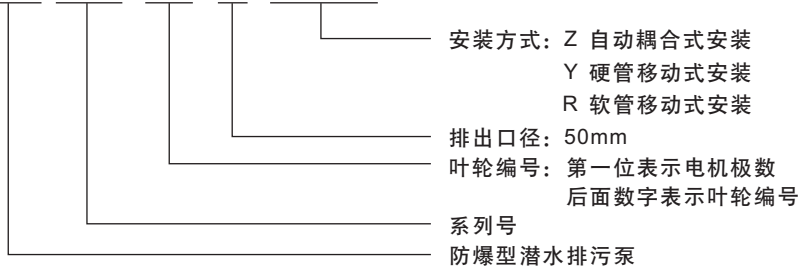 安装方式：Z 自动耦合式安装
Y 硬管移动式安装
R 软管移动式安装
排出口径：50mm
叶轮编号：第一位表示电机极数
后面数字表示叶轮编号
系列号
防爆型潜水排污泵